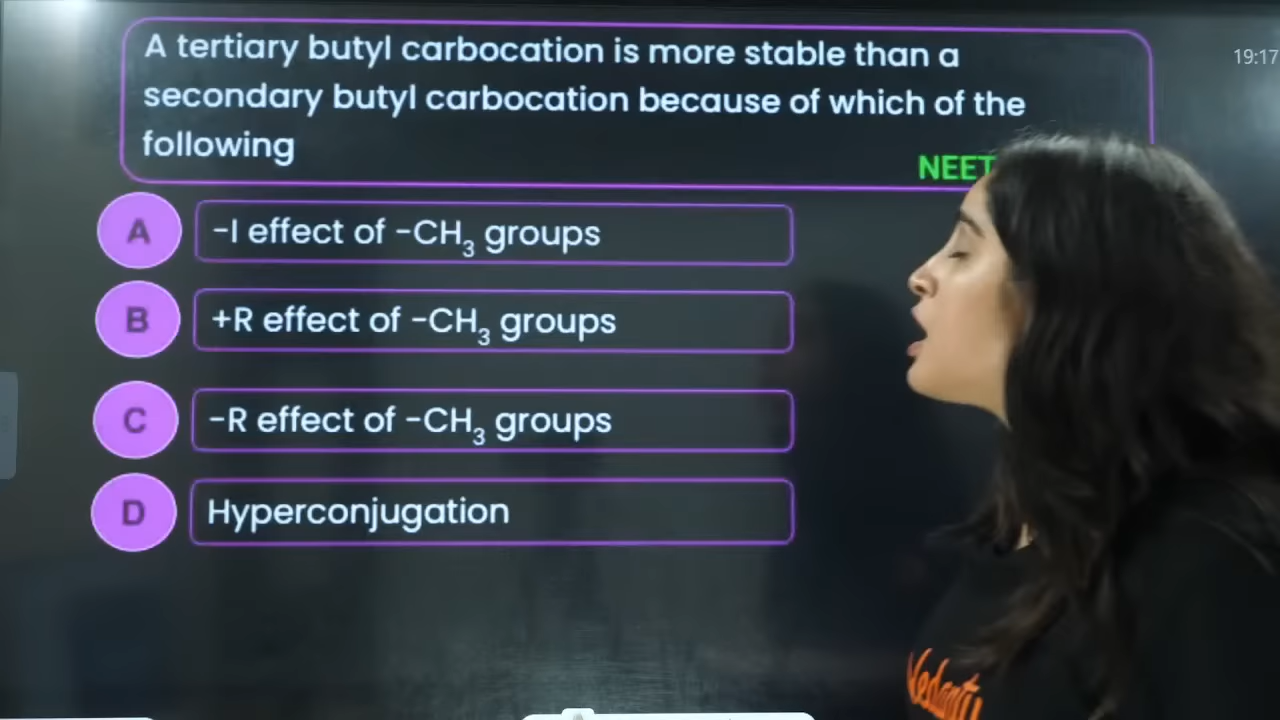 A tertiary butyl carbocation is more stable than a
secondary butyl carbocation because of which of the
following
19:17
NEET
A
-I effect of -CH₃ groups
B
+R effect of -CH₃ groups
C
-R effect of -CH₃ groups
D
Hyperconjugation